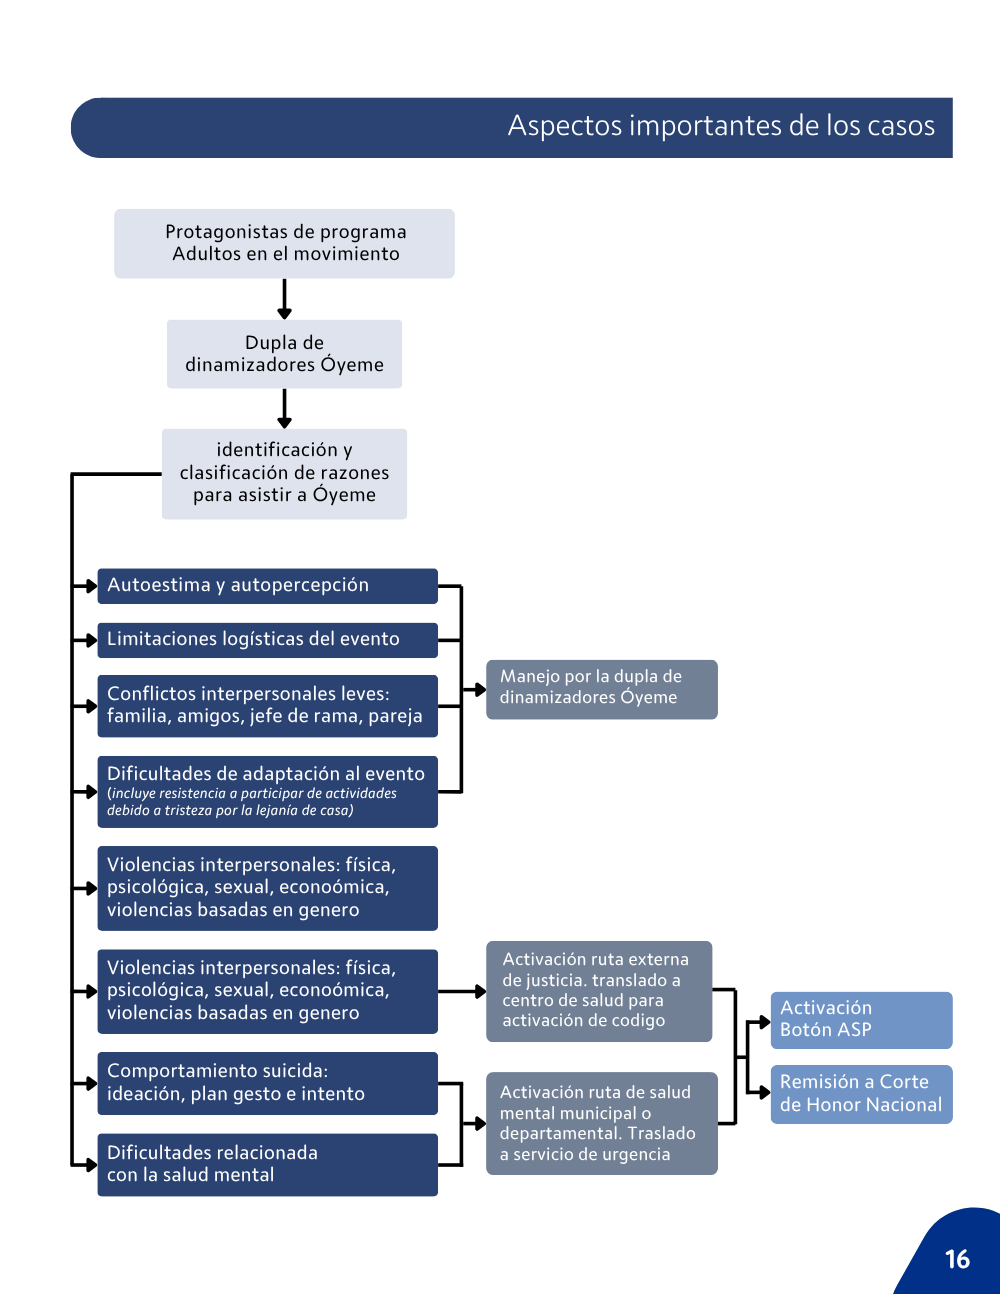 Aspectos importantes de los casos
Protagonistas de programa
Adultos en el movimiento
Dupla de
dinamizadores Óyeme
identificación y
clasificación de razones
para asistir a Óyeme
Autoestima y autopercepción
Limitaciones logísticas del evento
Conflictos interpersonales leves:
familia, amigos, jefe de rama, pareja
Manejo por la dupla de
dinamizadores Óyeme
Dificultades de adaptación al evento
(incluye resistencia a participar de actividades
debido a tristeza por la lejanía de casa)
Violencias interpersonales: física,
psicológica, sexual, econoómica,
violencias basadas en genero
Violencias interpersonales: física,
psicológica, sexual, econoómica,
violencias basadas en genero
Activación ruta externa
de justicia. translado a
centro de salud para
activación de codigo
Activación
Botón ASP
Comportamiento suicida:
ideación, plan gesto e intento
Dificultades relacionada
con la salud mental
Activación ruta de salud
mental municipal o
departamental. Traslado
a servicio de urgencia
Remisión a Corte
de Honor Nacional
16